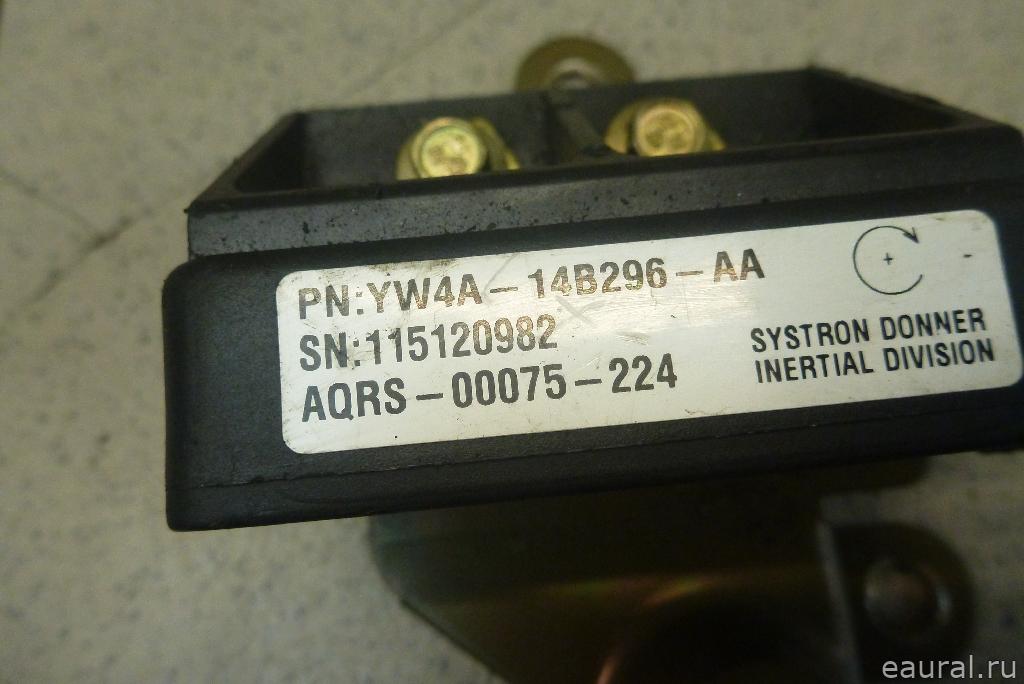 PN:YW4A-14B296-AA
SN:115120982
AQRS-00075-224
SYSTRON DONNER
INERTIAL DIVISION
eaural.ru